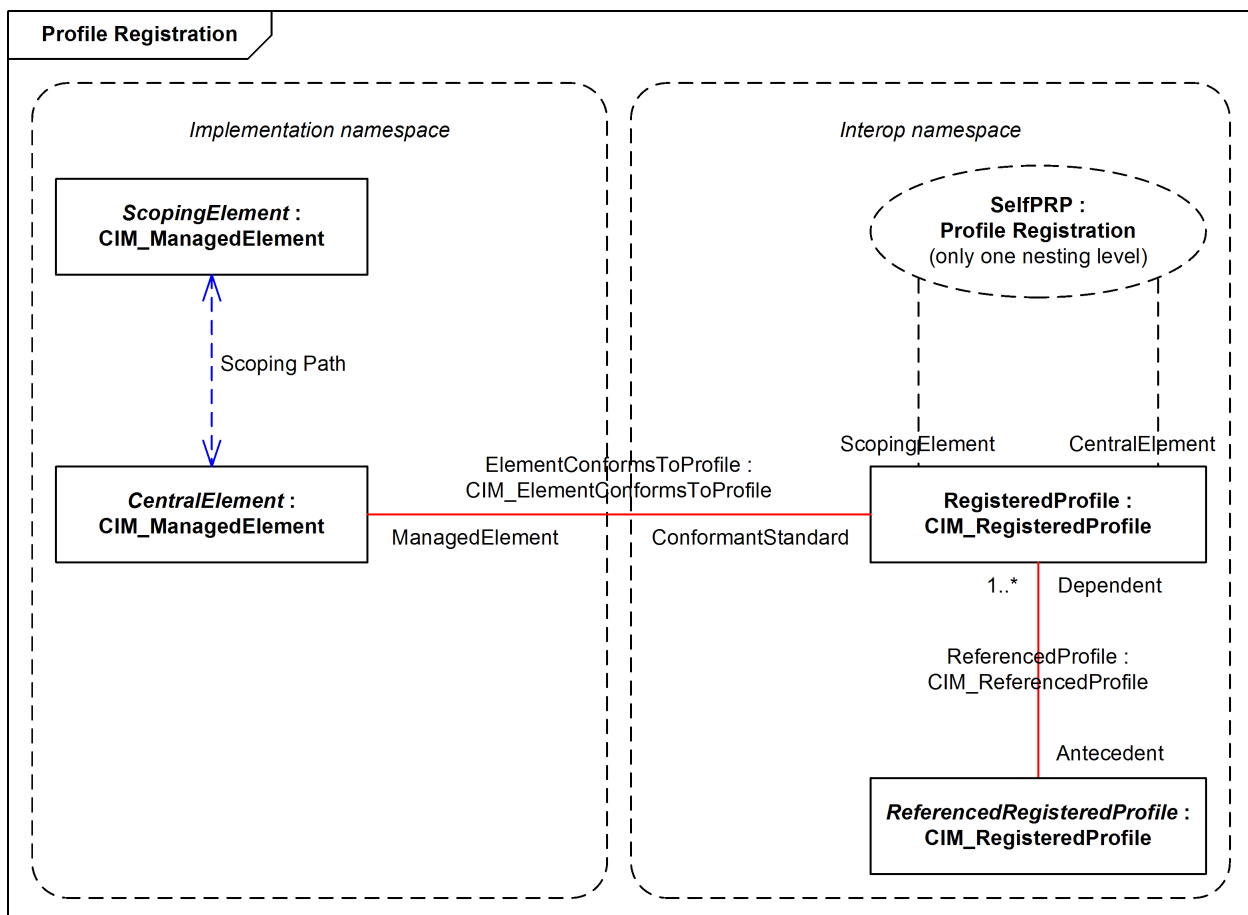 Profile Registration
Implementation namespace
Interop namespace
ScopingElement :
CIM_ManagedElement
SelfPRP :
Profile Registration
(only one nesting level)
Scoping Path
ScopingElement
CentralElement
CentralElement :
CIM_ManagedElement
ElementConformsToProfile :
CIM_ElementConformsToProfile
ManagedElement
ConformantStandard
RegisteredProfile :
CIM_RegisteredProfile
1..*
Dependent
ReferencedProfile :
CIM_ReferencedProfile
Antecedent
ReferencedRegisteredProfile :
CIM_RegisteredProfile